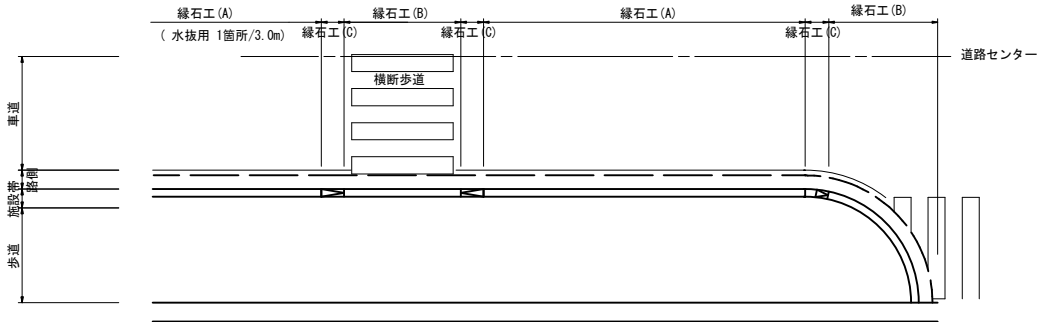 縁石工(A)
縁石工(B)
縁石工(A)
縁石工(B)
縁石工(C)
縁石工(C)
縁石工(C)
( 水抜用 1箇所/3.0m)
道路センター
横断歩道
車道
路側
施設帯
歩道